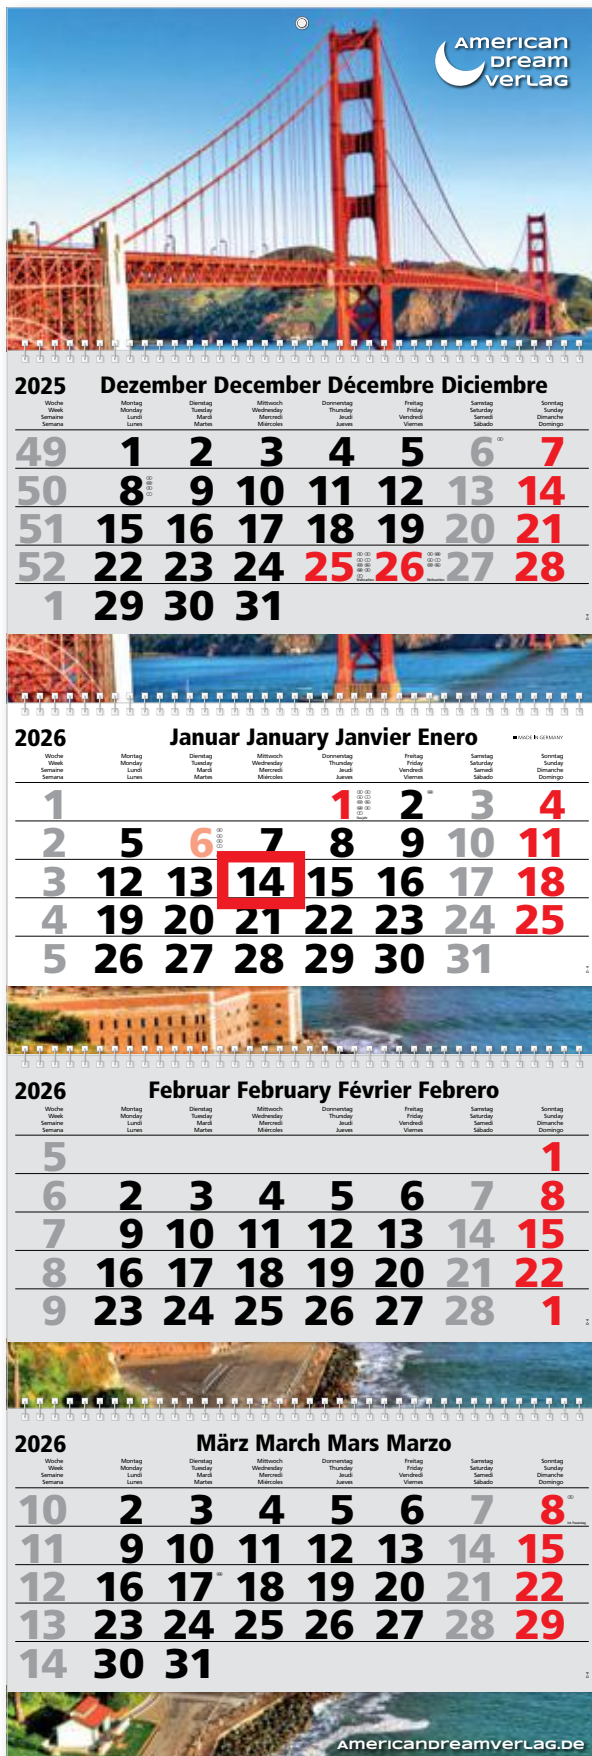 American
Dream
Verlag
2025 Dezember December Décembre Diciembre
Woche Montag Dienstag Mittwoch Donnerstag Freitag Samstag Sonntag
Week Monday Tuesday Wednesday Thursday Friday Saturday Sunday
Semaine Lundi Mardi Mercredi Jeudi Vendredi Samedi Dimanche
Semana Lunes Martes Miércoles Jueves Viernes Sábado Domingo
49 1 2 3 4 5 6 7
50 8 9 10 11 12 13 14
51 15 16 17 18 19 20 21
52 22 23 24 25 26 27 28
1 29 30 31
2026 Januar January Janvier Enero MADE IN GERMANY
Woche Montag Dienstag Mittwoch Donnerstag Freitag Samstag Sonntag
Week Monday Tuesday Wednesday Thursday Friday Saturday Sunday
Semaine Lundi Mardi Mercredi Jeudi Vendredi Samedi Dimanche
Semana Lunes Martes Miércoles Jueves Viernes Sábado Domingo
1 1 2 3 4
2 5 6 7 8 9 10 11
3 12 13 14 15 16 17 18
4 19 20 21 22 23 24 25
5 26 27 28 29 30 31
2026 Februar February Février Febrero
Woche Montag Dienstag Mittwoch Donnerstag Freitag Samstag Sonntag
Week Monday Tuesday Wednesday Thursday Friday Saturday Sunday
Semaine Lundi Mardi Mercredi Jeudi Vendredi Samedi Dimanche
Semana Lunes Martes Miércoles Jueves Viernes Sábado Domingo
5 1
6 2 3 4 5 6 7 8
7 9 10 11 12 13 14 15
8 16 17 18 19 20 21 22
9 23 24 25 26 27 28 1
2026 März March Mars Marzo
Woche Montag Dienstag Mittwoch Donnerstag Freitag Samstag Sonntag
Week Monday Tuesday Wednesday Thursday Friday Saturday Sunday
Semaine Lundi Mardi Mercredi Jeudi Vendredi Samedi Dimanche
Semana Lunes Martes Miércoles Jueves Viernes Sábado Domingo
10 2 3 4 5 6 7 8
11 9 10 11 12 13 14 15
12 16 17 18 19 20 21 22
13 23 24 25 26 27 28 29
14 30 31
AMERICANDREAMVERLAG.DE